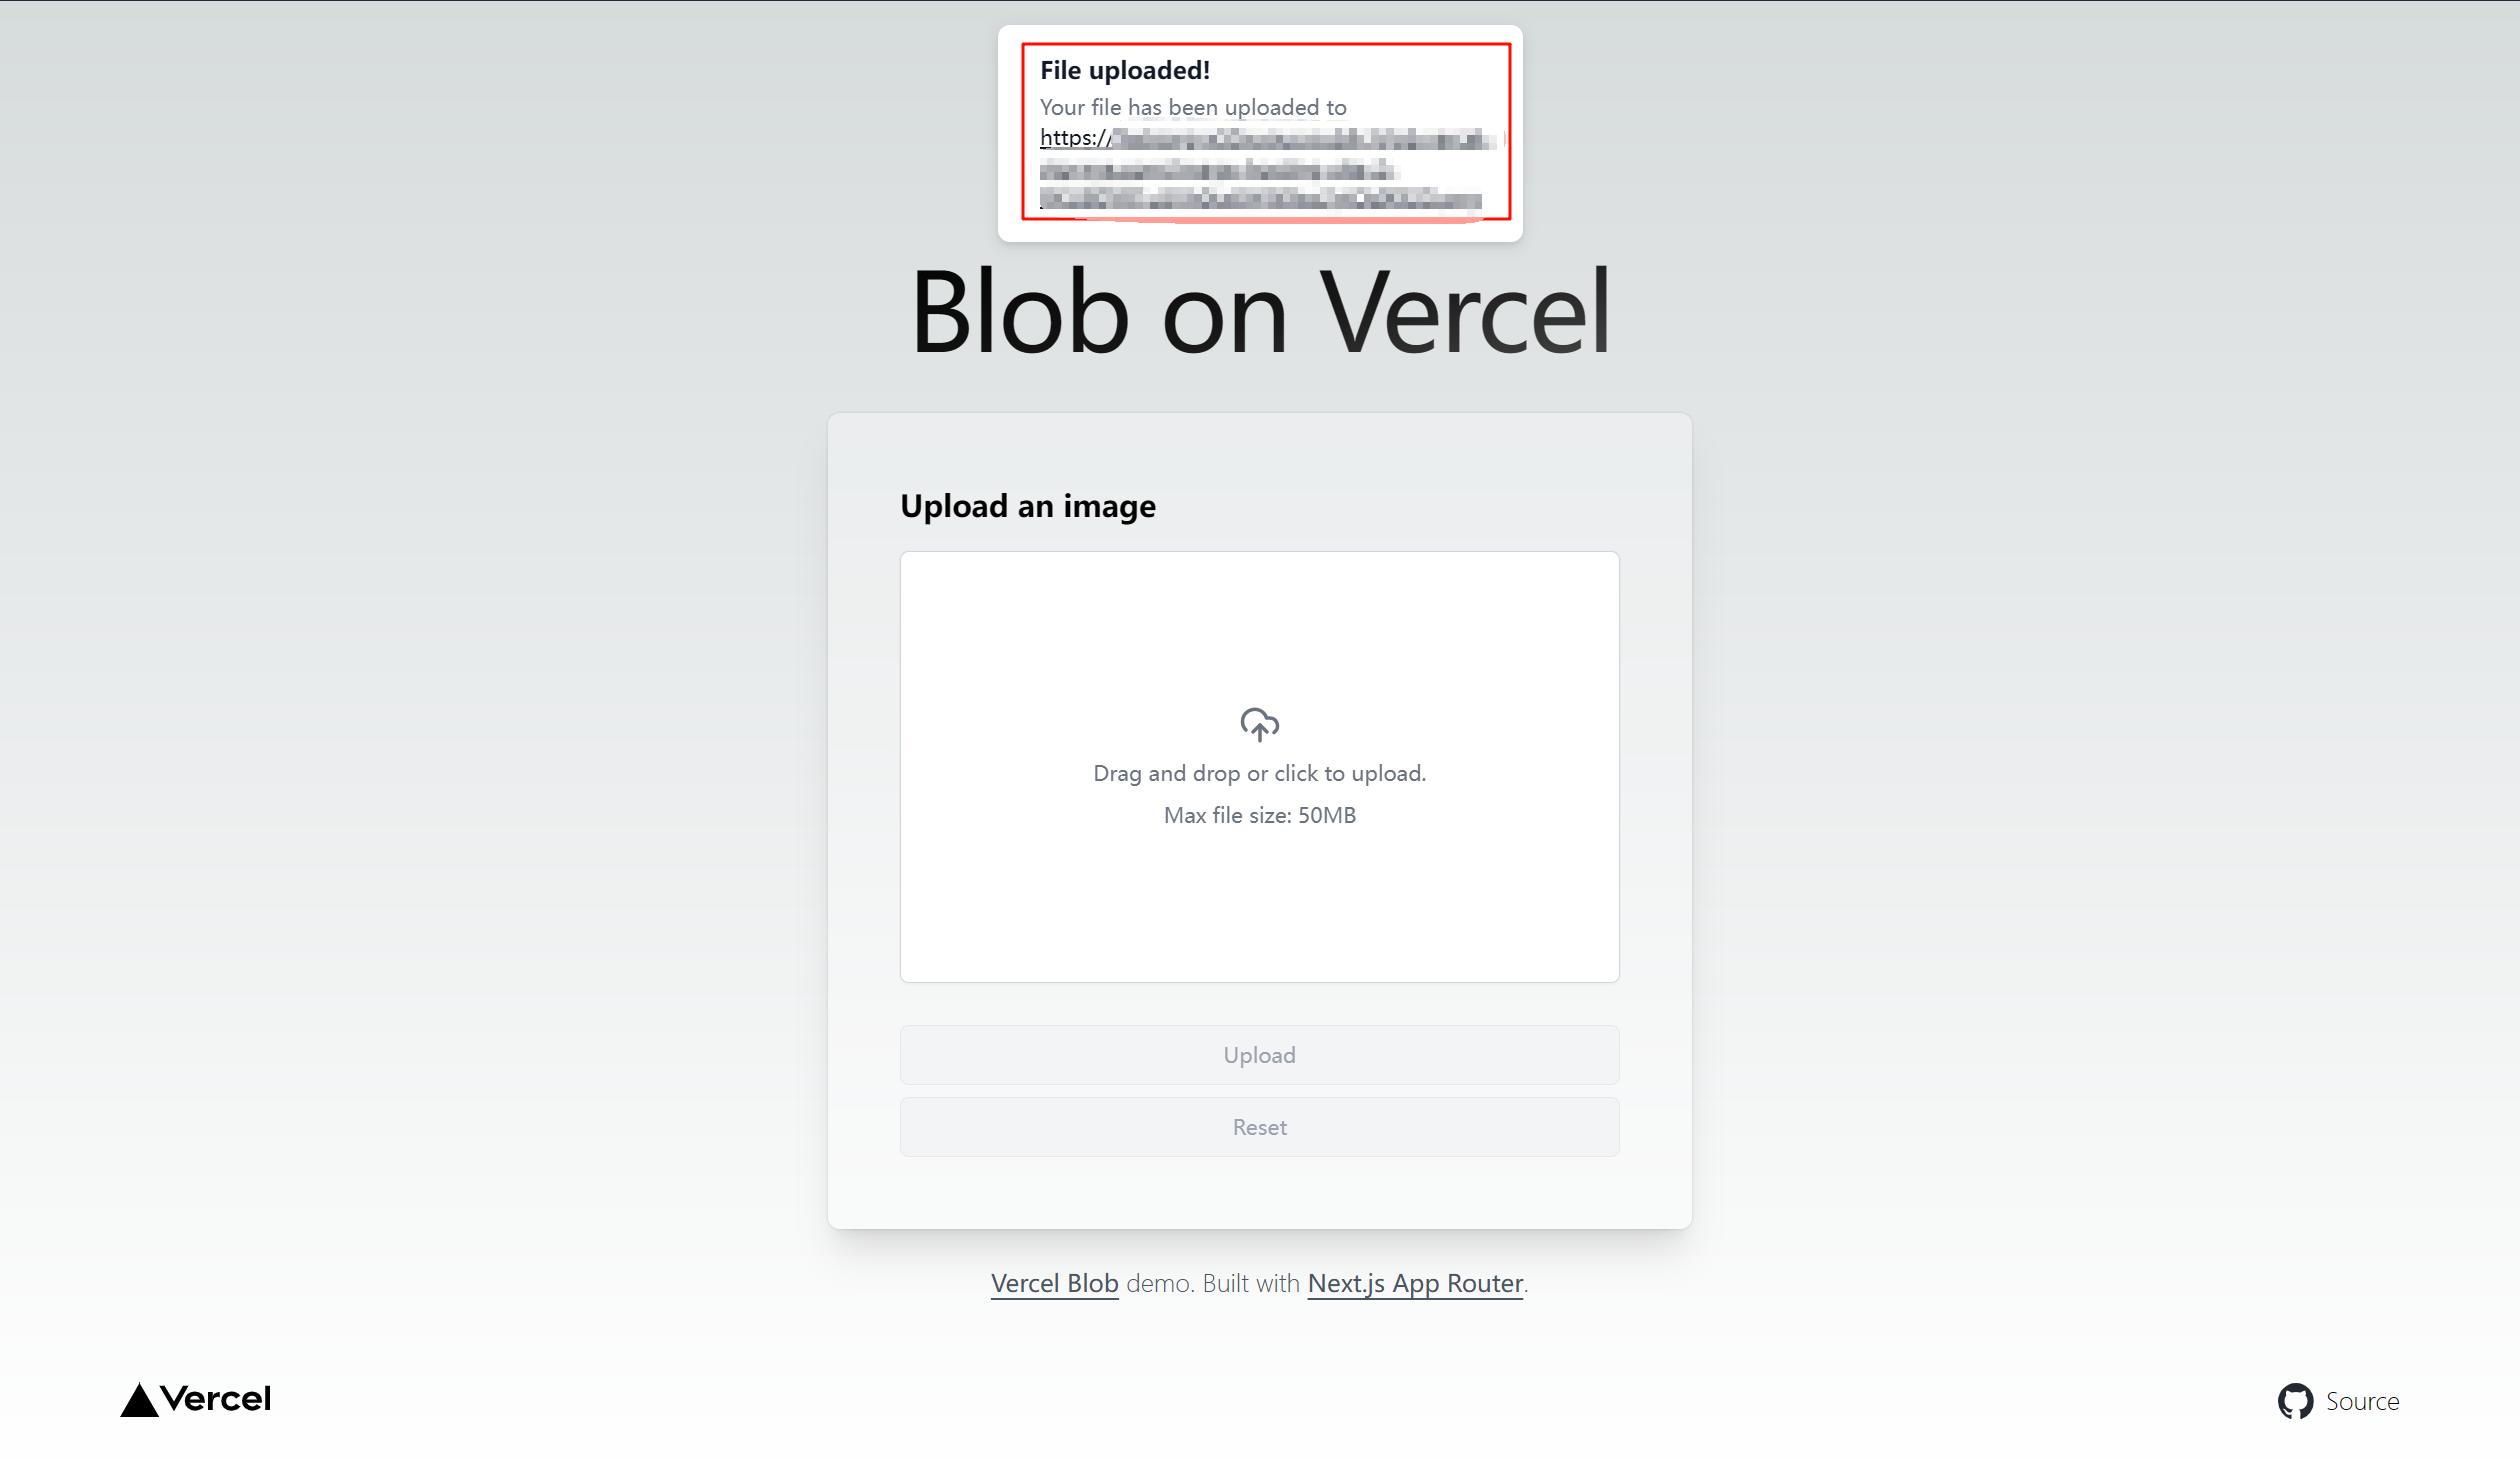 File uploaded!
Your file has been uploaded to
https://
Blob on Vercel
Upload an image
Drag and drop or click to upload.
Max file size: 50MB
Upload
Reset
Vercel Blob demo. Built with Next.js App Router.
Vercel
Source